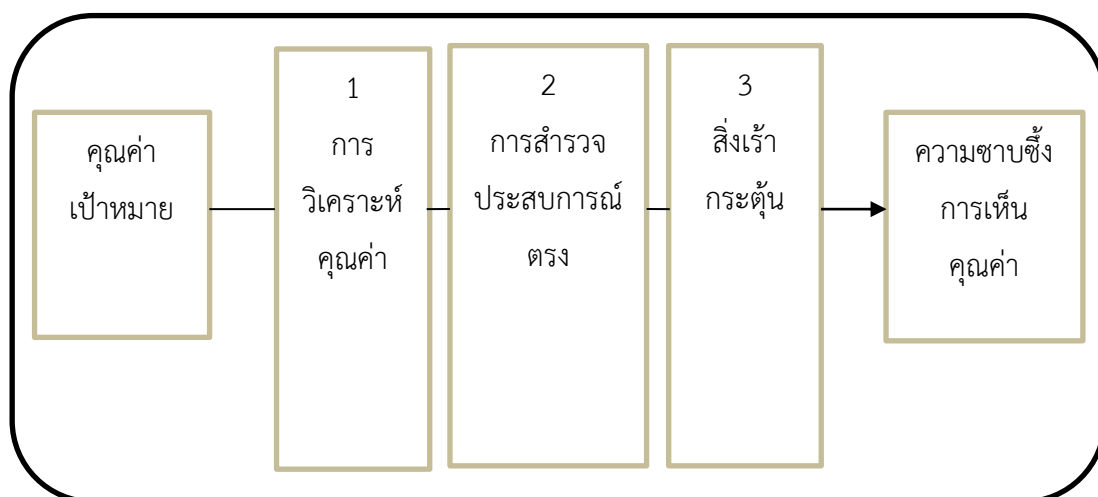 คุณค่า
เป้าหมาย
1
การ
วิเคราะห์
คุณค่า
2
การสำรวจ
ประสบการณ์
ตรง
3
สิ่งเร้า
กระตุ้น
ความซาบซึ้ง
การเห็น
คุณค่า